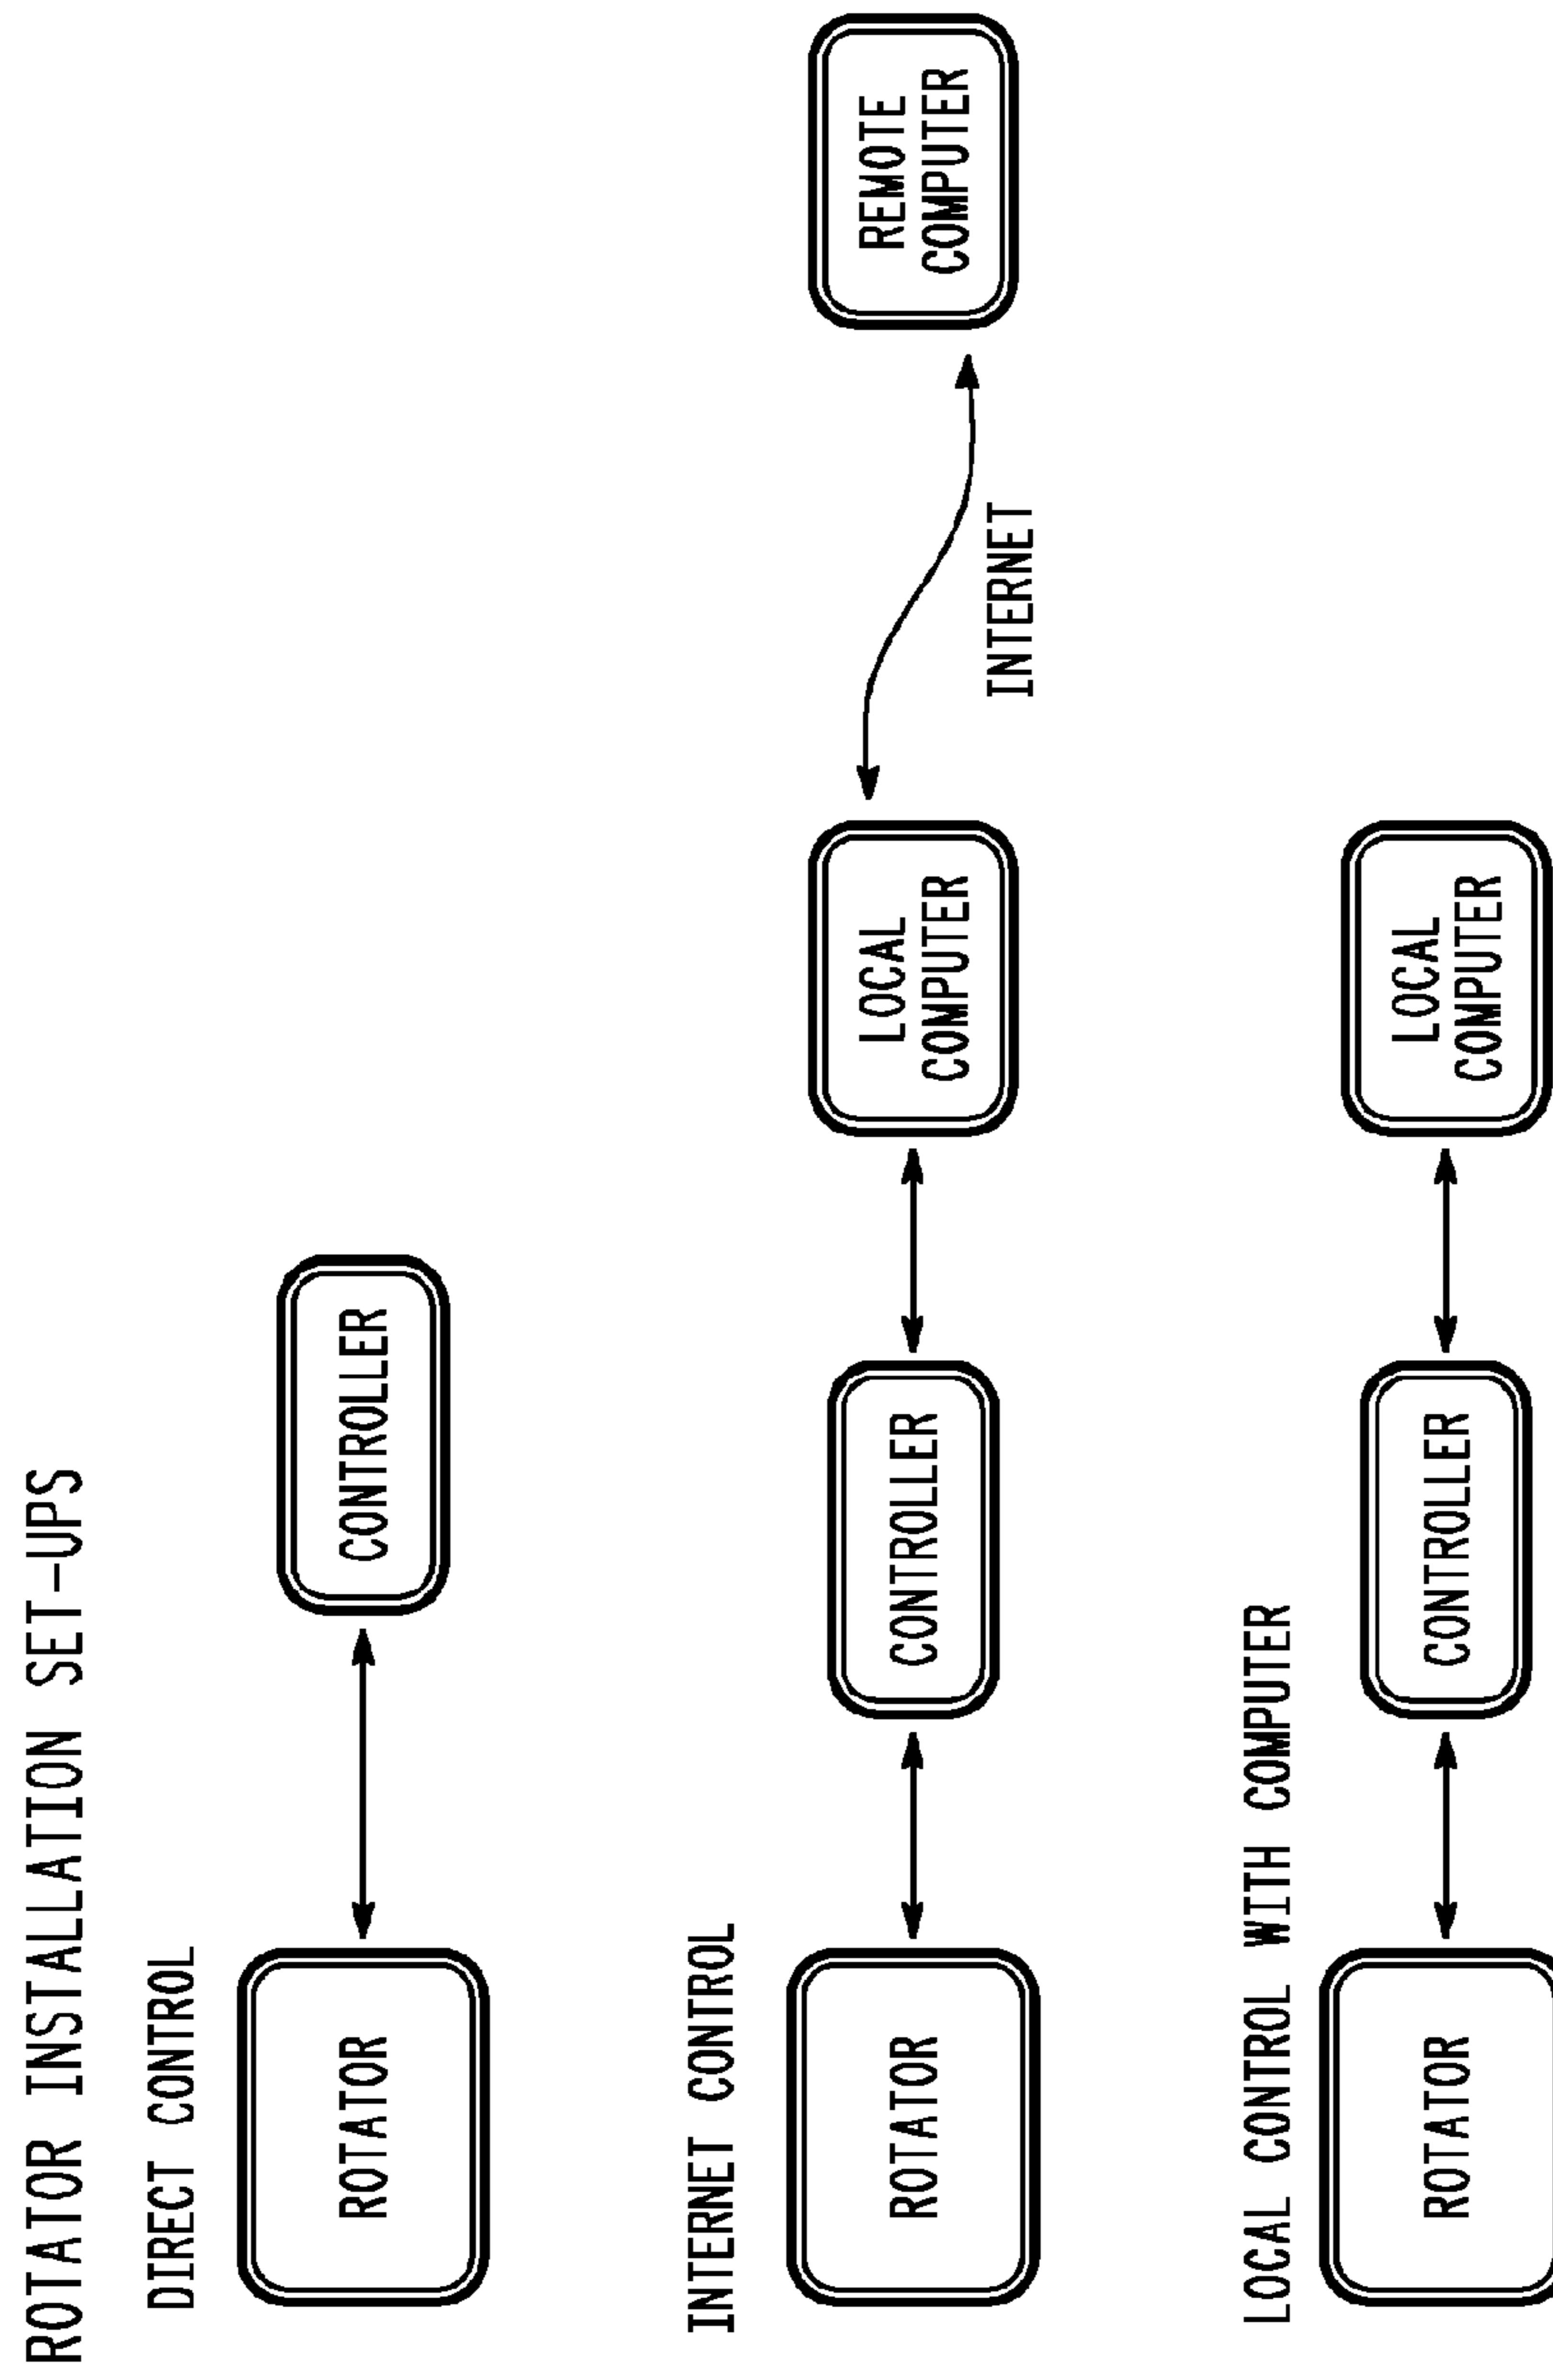 ROTATOR INSTALLATION SET-UPS
DIRECT CONTROL
ROTATOR
CONTROLLER
INTERNET CONTROL
ROTATOR
CONTROLLER
LOCAL
COMPUTER
INTERNET
REMOTE
COMPUTER
LOCAL CONTROL WITH COMPUTER
ROTATOR
CONTROLLER
LOCAL
COMPUTER